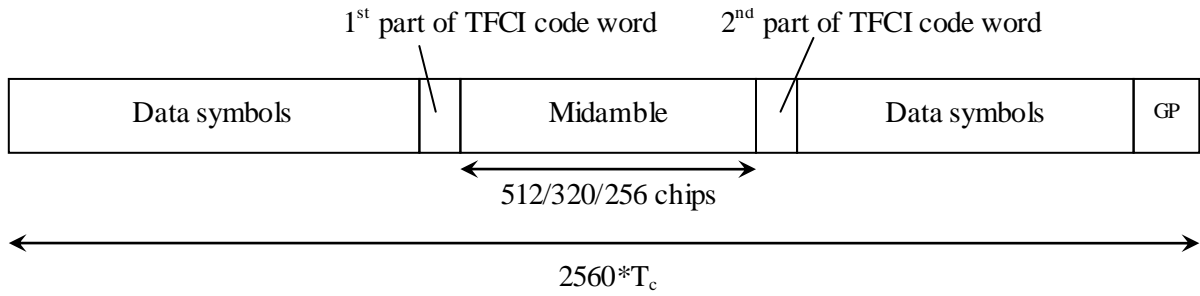 1st part of TFCI code word
2nd part of TFCI code word
Data symbols
Midamble
Data symbols
GP
512/320/256 chips
2560*Tc